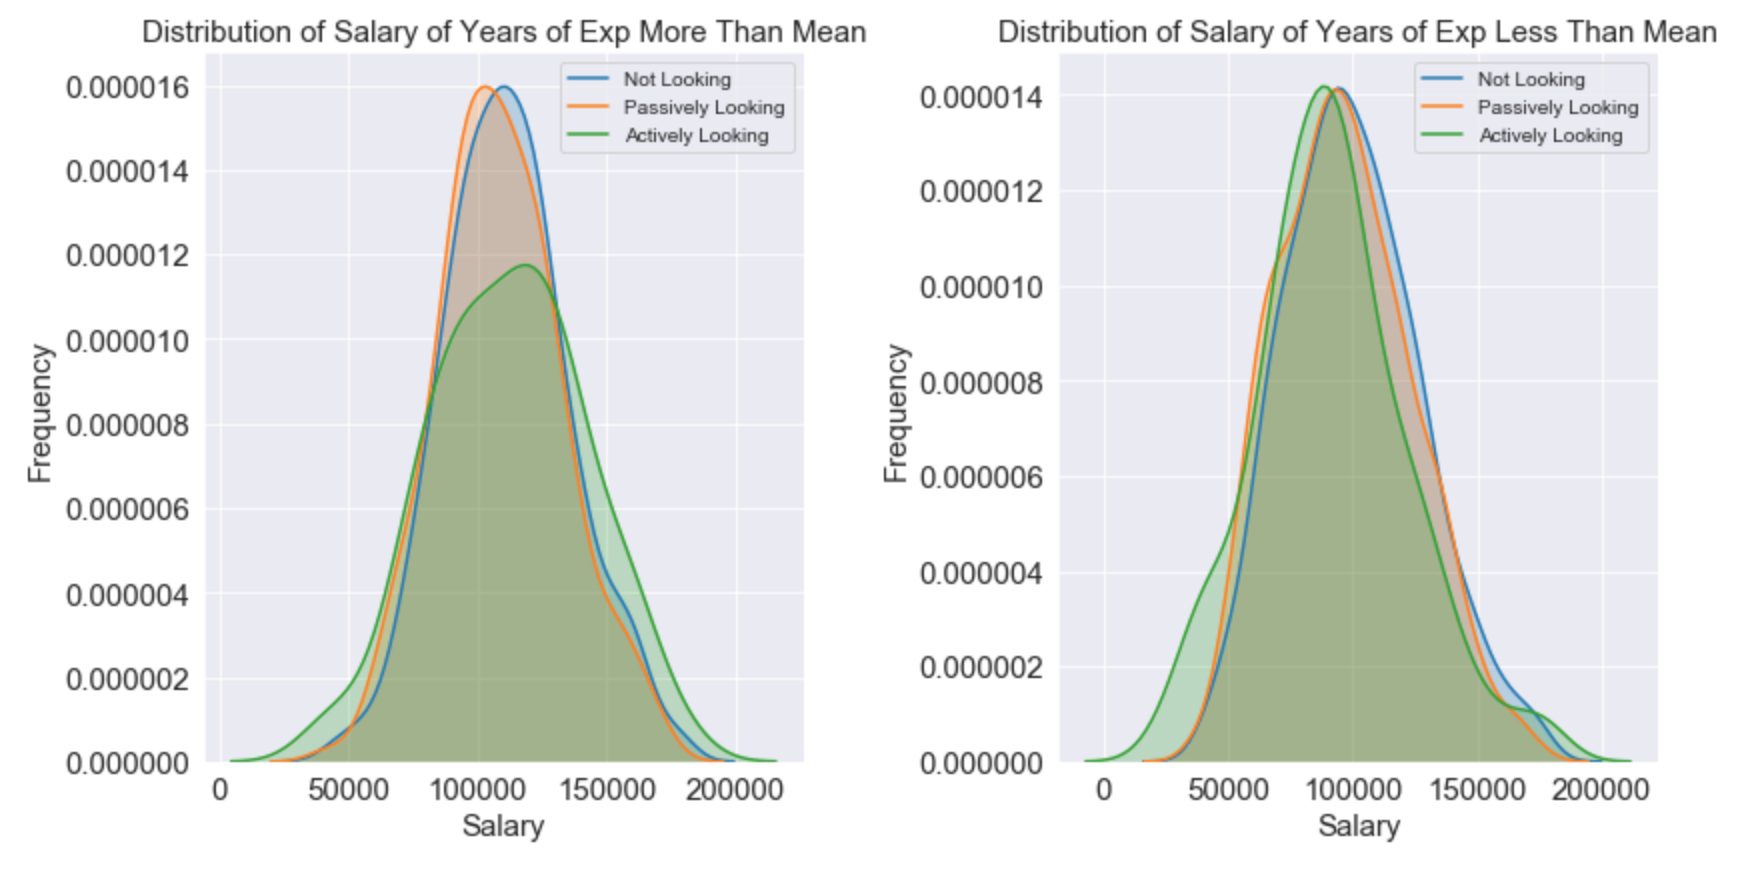 Distribution of Salary of Years of Exp More Than Mean
Not Looking
Passively Looking
Actively Looking
0.000016
0.000014
0.000012
0.000010
0.000008
0.000006
0.000004
0.000002
0.000000
Frequency
0
50000
100000
150000
200000
Salary
Distribution of Salary of Years of Exp Less Than Mean
Not Looking
Passively Looking
Actively Looking
0.000014
0.000012
0.000010
0.000008
0.000006
0.000004
0.000002
0.000000
Frequency
0
50000
100000
150000
200000
Salary